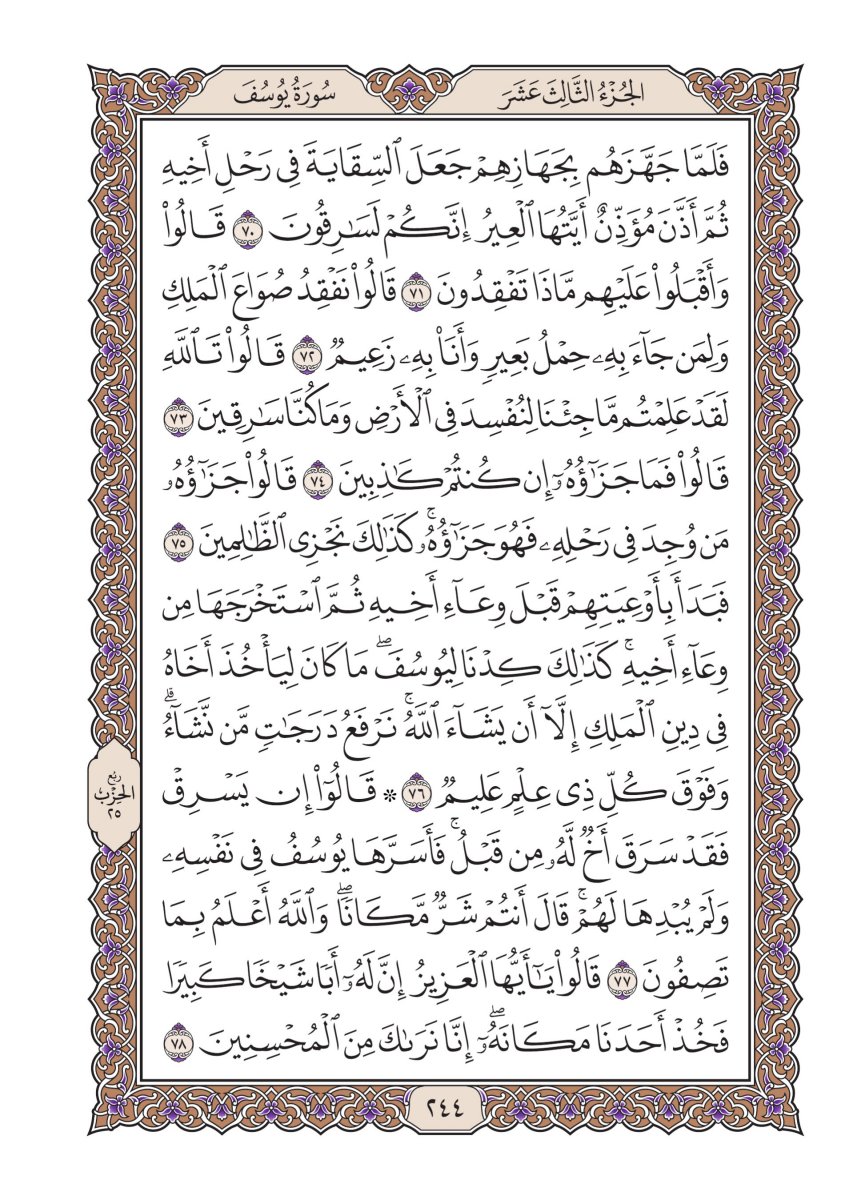 الجُزْءُ الثَّالِثَ عَشَرَ
سُورَةُ يُوسُفَ
فَلَمَّا جَهَّزَهُم بِجَهَازِهِمْ جَعَلَ ٱلسِّقَايَةَ فِى رَحْلِ أَخِيهِ
ثُمَّ أَذَّنَ مُؤَذِّنٌ أَيَّتُهَا ٱلْعِيرُ إِنَّكُمْ لَسَٰرِقُونَ ٧٠ قَالُوا۟
وَأَقْبَلُوا۟ عَلَيْهِم مَّاذَا تَفْقِدُونَ ٧١ قَالُوا۟ نَفْقِدُ صُوَاعَ ٱلْمَلِكِ
وَلِمَن جَآءَ بِهِۦ حِمْلُ بَعِيرٍ وَأَنَا۠ بِهِۦ زَعِيمٌ ٧٢ قَالُوا۟ تَٱللَّهِ
لَقَدْ عَلِمْتُم مَّا جِئْنَا لِنُفْسِدَ فِى ٱلْأَرْضِ وَمَا كُنَّا سَٰرِقِينَ ٧٣
قَالُوا۟ فَمَا جَزَٰٓؤُهُۥٓ إِن كُنتُمْ كَٰذِبِينَ ٧٤ قَالُوا۟ جَزَٰٓؤُهُۥ
مَن وُجِدَ فِى رَحْلِهِۦ فَهُوَ جَزَٰٓؤُهُۥ ۚ كَذَٰلِكَ نَجْزِى ٱلظَّٰلِمِينَ ٧٥
فَبَدَأَ بِأَوْعِيَتِهِمْ قَبْلَ وِعَآءِ أَخِيهِ ثُمَّ ٱسْتَخْرَجَهَا مِن
وِعَآءِ أَخِيهِ ۚ كَذَٰلِكَ كِدْنَا لِيُوسُفَ ۖ مَا كَانَ لِيَأْخُذَ أَخَاهُ
فِى دِينِ ٱلْمَلِكِ إِلَّآ أَن يَشَآءَ ٱللَّهُ ۚ نَرْفَعُ دَرَجَٰتٍ مَّن نَّشَآءُ ۗ
وَفَوْقَ كُلِّ ذِى عِلْمٍ عَلِيمٌ ٧٦ * قَالُوٓا۟ إِن يَسْرِقْ
فَقَدْ سَرَقَ أَخٌ لَّهُۥ مِن قَبْلُ ۚ فَأَسَرَّهَا يُوسُفُ فِى نَفْسِهِۦ
وَلَمْ يُبْدِهَا لَهُمْ ۚ قَالَ أَنتُمْ شَرٌّ مَّكَانًا ۖ وَٱللَّهُ أَعْلَمُ بِمَا
تَصِفُونَ ٧٧ قَالُوا۟ يَٰٓأَيُّهَا ٱلْعَزِيزُ إِنَّ لَهُۥٓ أَبًا شَيْخًا كَبِيرًا
فَخُذْ أَحَدَنَا مَكَانَهُۥٓ ۖ إِنَّا نَرَىٰكَ مِنَ ٱلْمُحْسِنِينَ ٧٨
رُبْع
الحِزْب
٢٥
٢٤٤